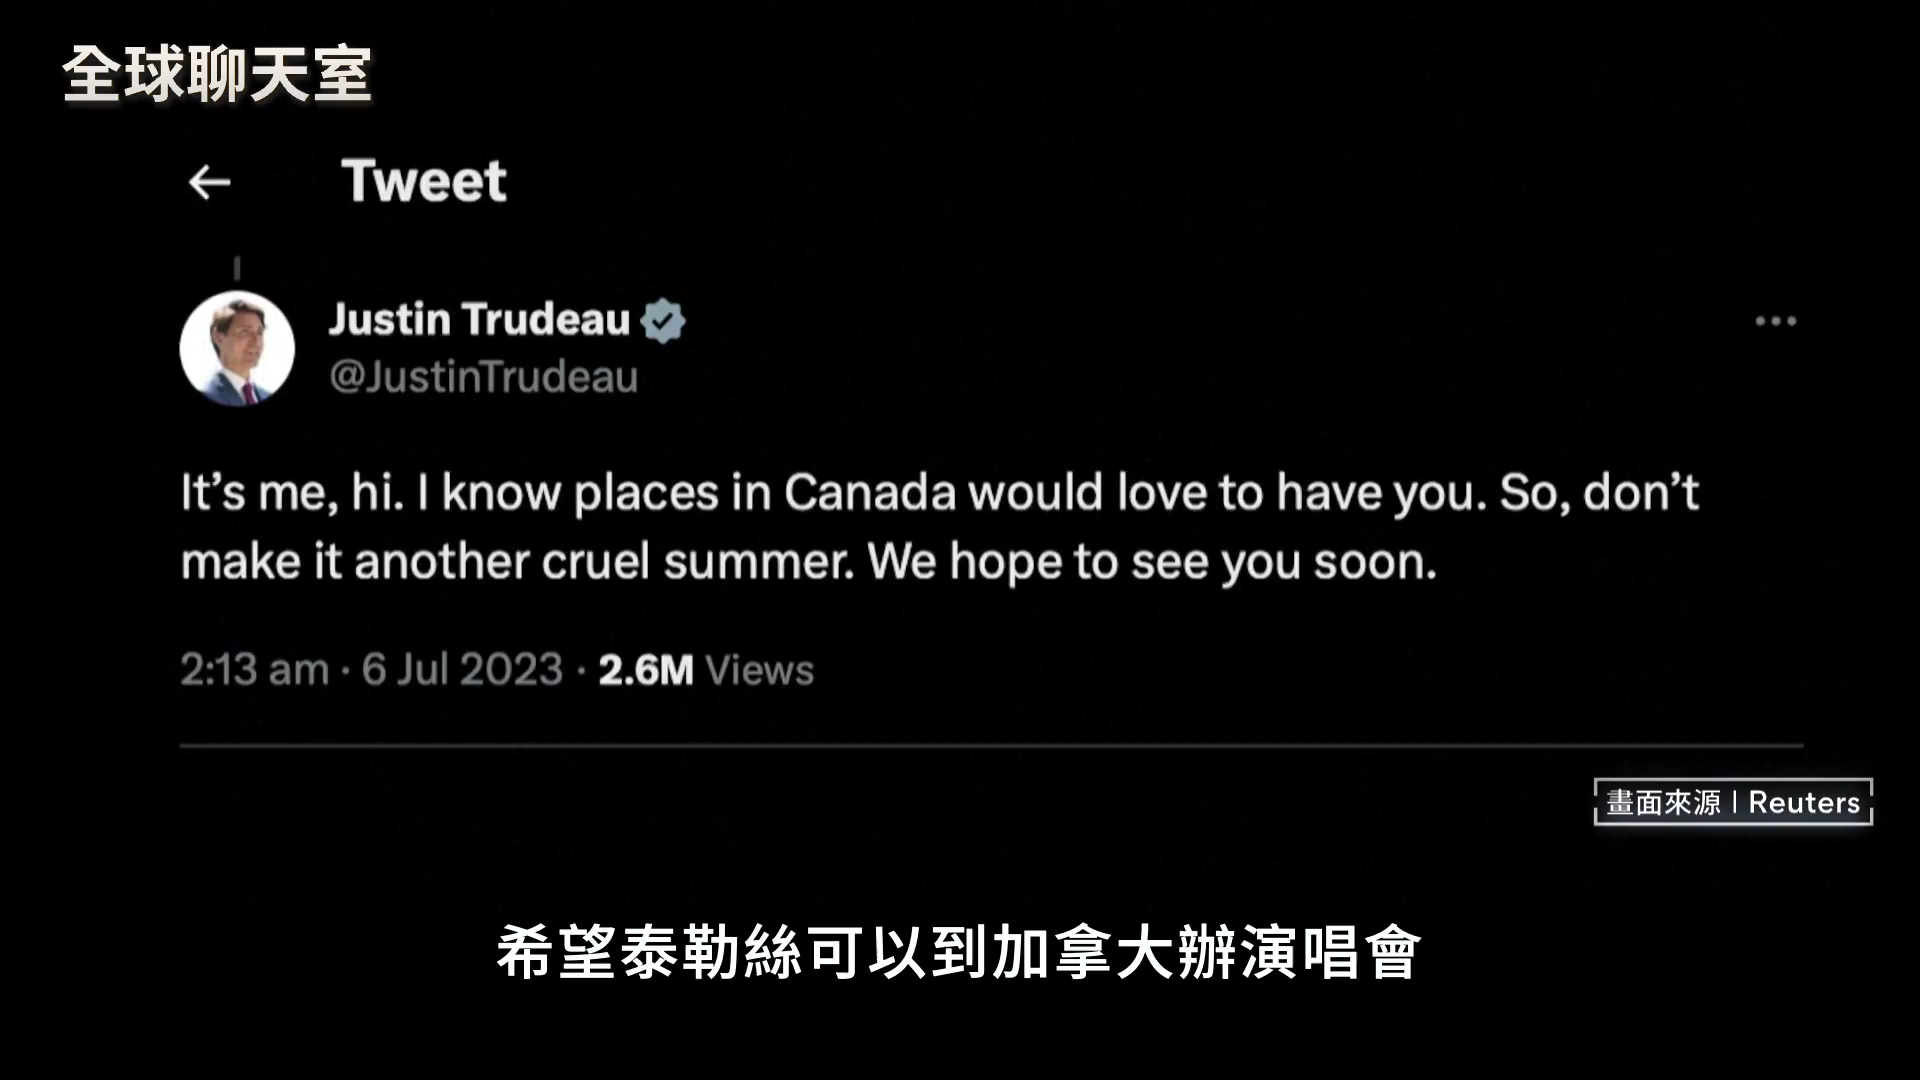 全球聊天室
Tweet
Justin Trudeau
@JustinTrudeau
It’s me, hi. I know places in Canada would love to have you. So, don’t
make it another cruel summer. We hope to see you soon.
2:13 am · 6 Jul 2023 · 2.6M Views
畫面來源 | Reuters
希望泰勒絲可以到加拿大辦演唱會